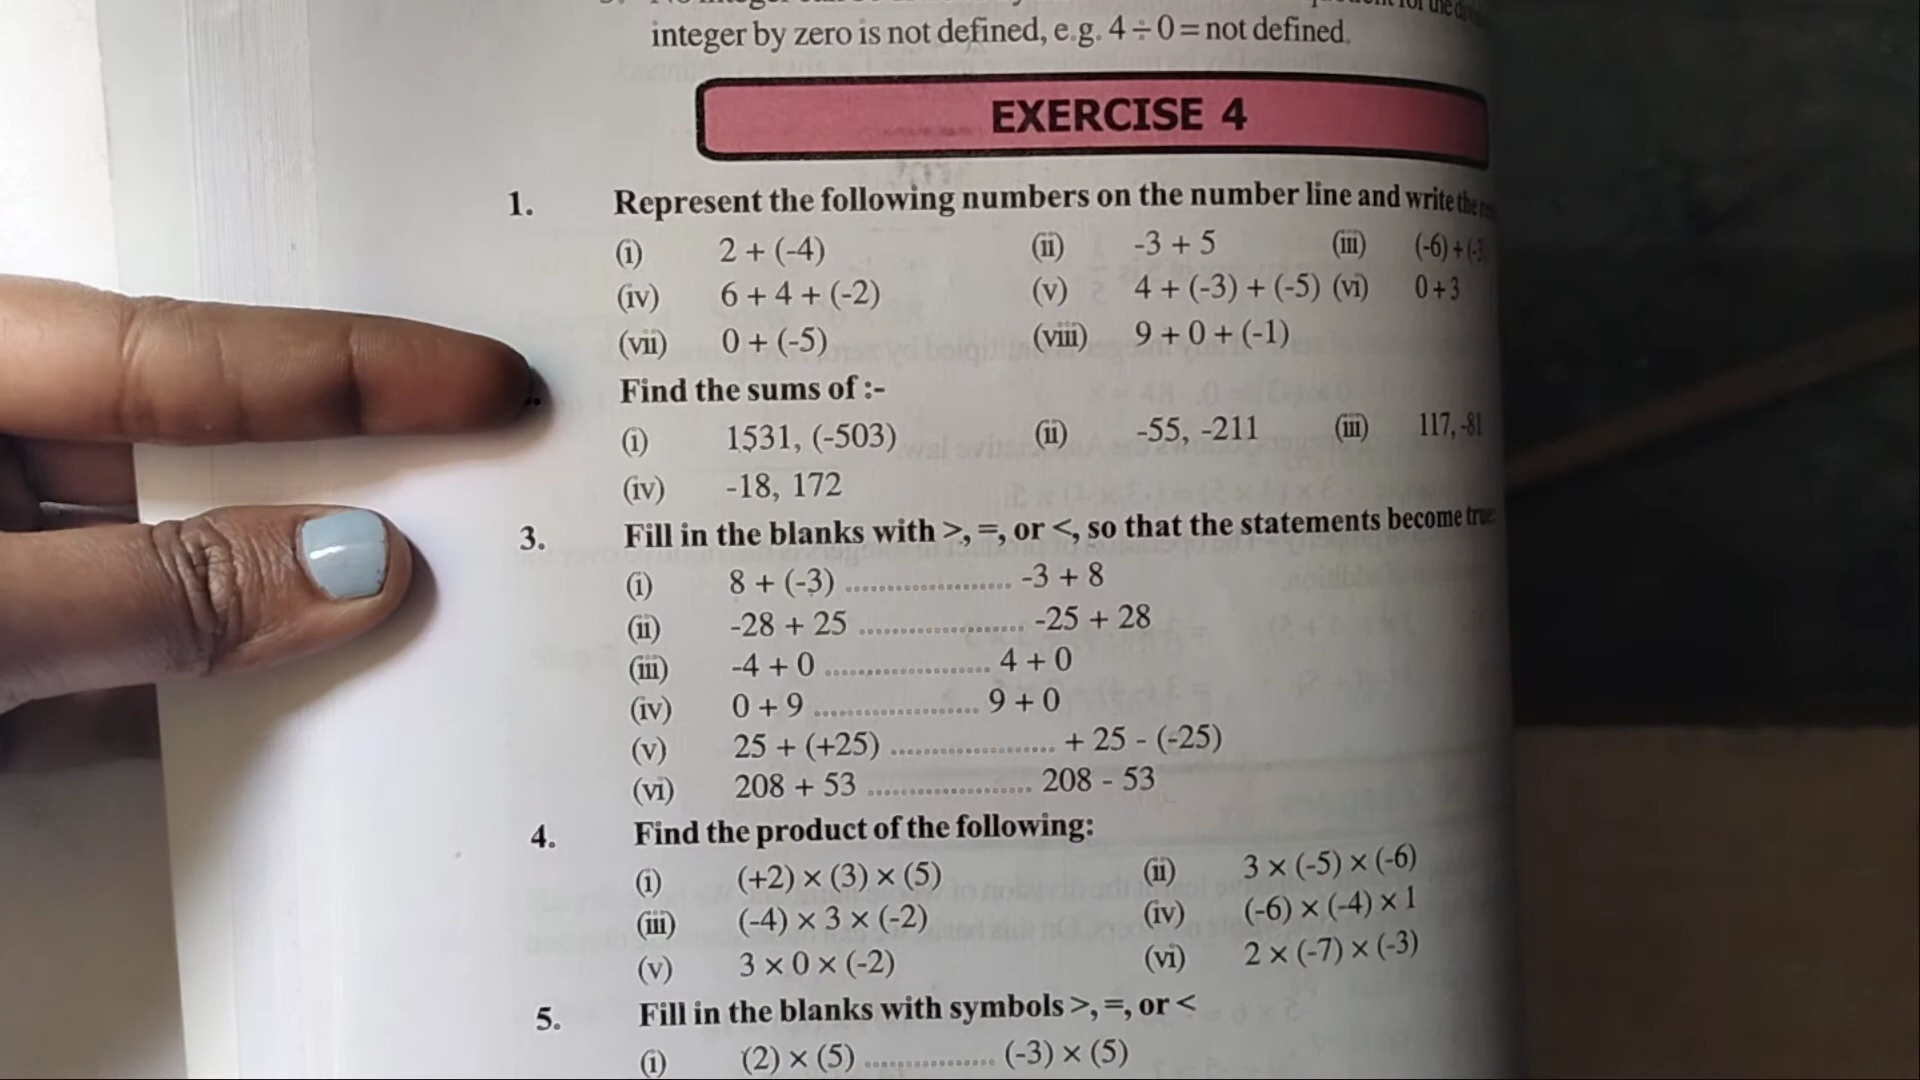 integer by zero is not defined, e.g. 4 ÷ 0 = not defined.
EXERCISE 4
1. Represent the following numbers on the number line and write the
(i) 2 + (-4) (ii) -3 + 5 (iii) (-6) + (-3
(iv) 6 + 4 + (-2) (v) 4 + (-3) + (-5) (vi) 0 + 3
(vii) 0 + (-5) (viii) 9 + 0 + (-1)
Find the sums of :-
(i) 1531, (-503) (ii) -55, -211 (iii) 117, -81
(iv) -18, 172
3. Fill in the blanks with >, =, or <, so that the statements become true
(i) 8 + (-3) .................... -3 + 8
(ii) -28 + 25 .................... -25 + 28
(iii) -4 + 0 .................... 4 + 0
(iv) 0 + 9 .................... 9 + 0
(v) 25 + (+25) .................... + 25 - (-25)
(vi) 208 + 53 .................... 208 - 53
4. Find the product of the following:
(i) (+2) × (3) × (5) (ii) 3 × (-5) × (-6)
(iii) (-4) × 3 × (-2) (iv) (-6) × (-4) × 1
(v) 3 × 0 × (-2) (vi) 2 × (-7) × (-3)
5. Fill in the blanks with symbols >, =, or <
(i) (2) × (5) ................ (-3) × (5)